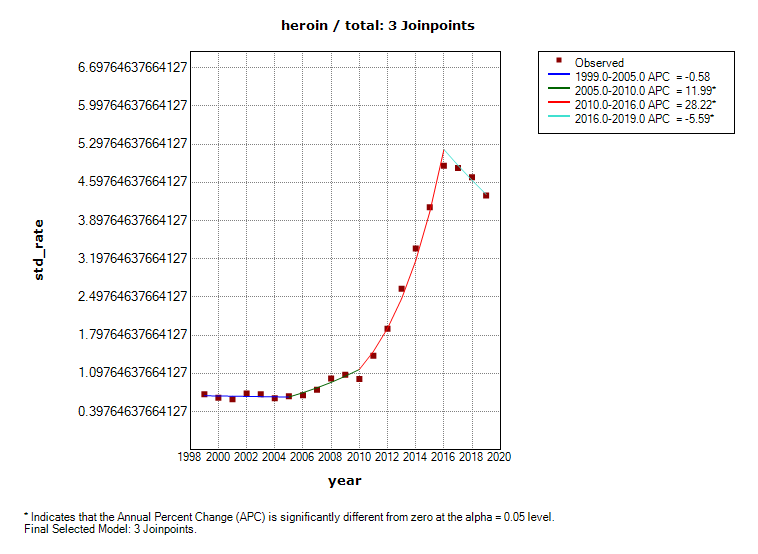 heroin / total: 3 Joinpoints
6.69764637664127
5.99764637664127
5.29764637664127
4.59764637664127
3.89764637664127
3.19764637664127
2.49764637664127
1.79764637664127
1.09764637664127
0.39764637664127
std_rate
1998 2000 2002 2004 2006 2008 2010 2012 2014 2016 2018 2020
year
Observed
1999.0-2005.0 APC = -0.58
2005.0-2010.0 APC = 11.99*
2010.0-2016.0 APC = 28.22*
2016.0-2019.0 APC = -5.59*
* Indicates that the Annual Percent Change (APC) is significantly different from zero at the alpha = 0.05 level.
Final Selected Model: 3 Joinpoints.